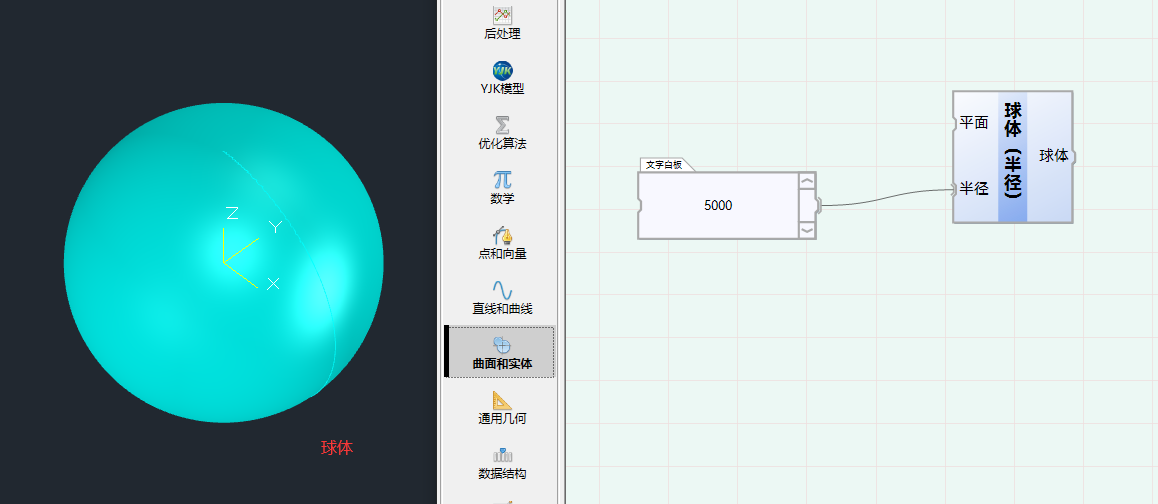 Z
Y
X
球体
后处理
YJK
YJK模型
优化算法
数学
点和向量
直线和曲线
曲面和实体
通用几何
数据结构
文字白板
5000
平面
半径
球体（半径）
球体